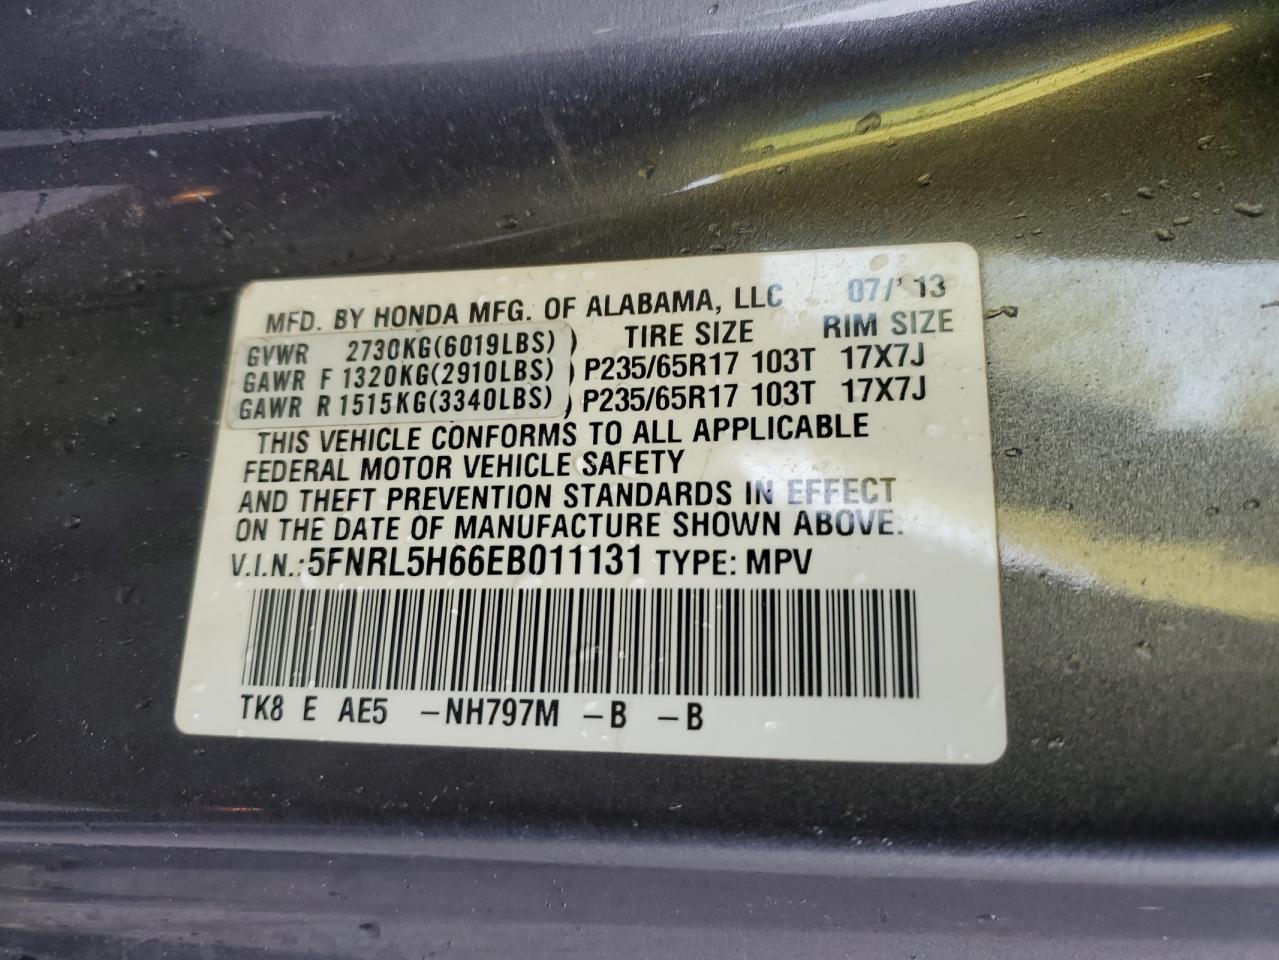 MFD. BY HONDA MFG. OF ALABAMA, LLC 07/'13
GVWR 2730KG(6019LBS) ) TIRE SIZE RIM SIZE
GAWR F 1320KG(2910LBS) ) P235/65R17 103T 17X7J
GAWR R 1515KG(3340LBS) ) P235/65R17 103T 17X7J
THIS VEHICLE CONFORMS TO ALL APPLICABLE
FEDERAL MOTOR VEHICLE SAFETY
AND THEFT PREVENTION STANDARDS IN EFFECT
ON THE DATE OF MANUFACTURE SHOWN ABOVE.
V.I.N.: 5FNRL5H66EB011131 TYPE: MPV
TK8 E AE5 -NH797M -B -B